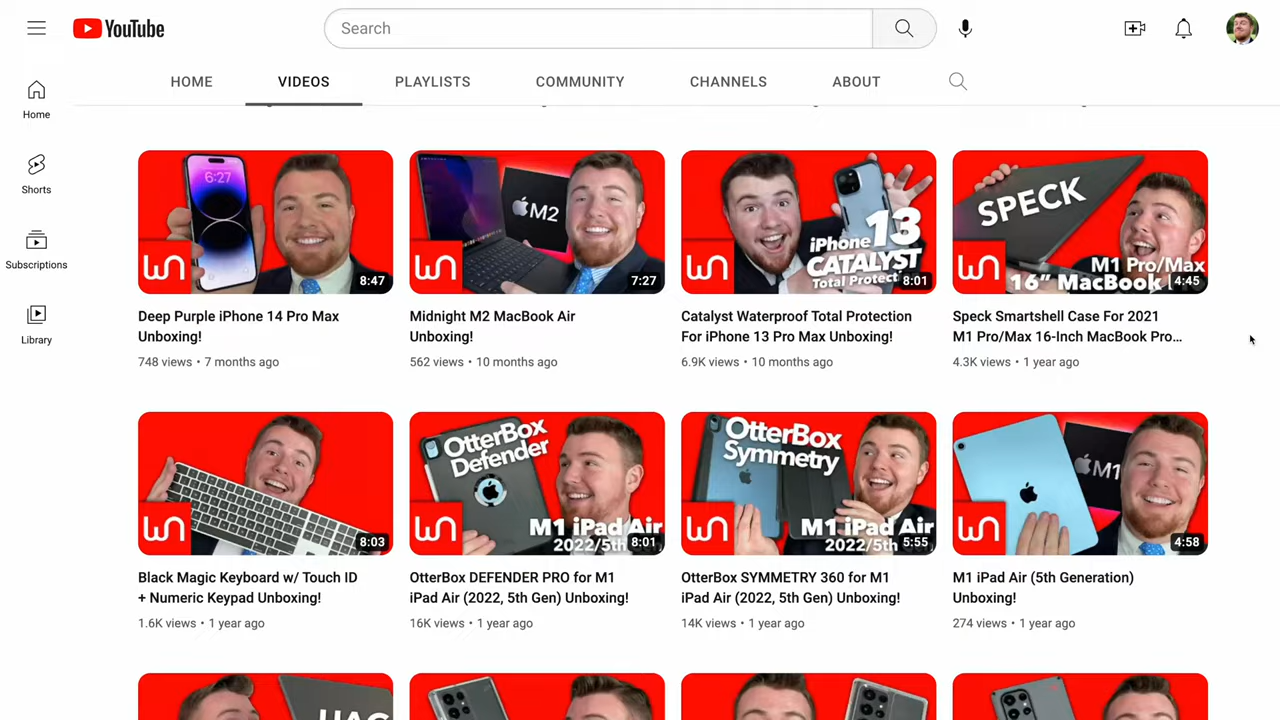 YouTube
Search
HOME
VIDEOS
PLAYLISTS
COMMUNITY
CHANNELS
ABOUT
Home
Shorts
Subscriptions
Library
6:27
8:47
Deep Purple iPhone 14 Pro Max
Unboxing!
748 views • 7 months ago
M2
7:27
Midnight M2 MacBook Air
Unboxing!
562 views • 10 months ago
iPhone 13
CATALYST
Total Protect
8:01
Catalyst Waterproof Total Protection
For iPhone 13 Pro Max Unboxing!
6.9K views • 10 months ago
SPECK
M1 Pro/Max
16” MacBook
4:45
Speck Smartshell Case For 2021
M1 Pro/Max 16-Inch MacBook Pro...
4.3K views • 1 year ago
8:03
Black Magic Keyboard w/ Touch ID
+ Numeric Keypad Unboxing!
1.6K views • 1 year ago
OtterBox
Defender
M1 iPad Air
2022/5th
8:01
OtterBox DEFENDER PRO for M1
iPad Air (2022, 5th Gen) Unboxing!
16K views • 1 year ago
OtterBox
Symmetry
M1 iPad Air
2022/5th
5:55
OtterBox SYMMETRY 360 for M1
iPad Air (2022, 5th Gen) Unboxing!
14K views • 1 year ago
M1
4:58
M1 iPad Air (5th Generation)
Unboxing!
274 views • 1 year ago